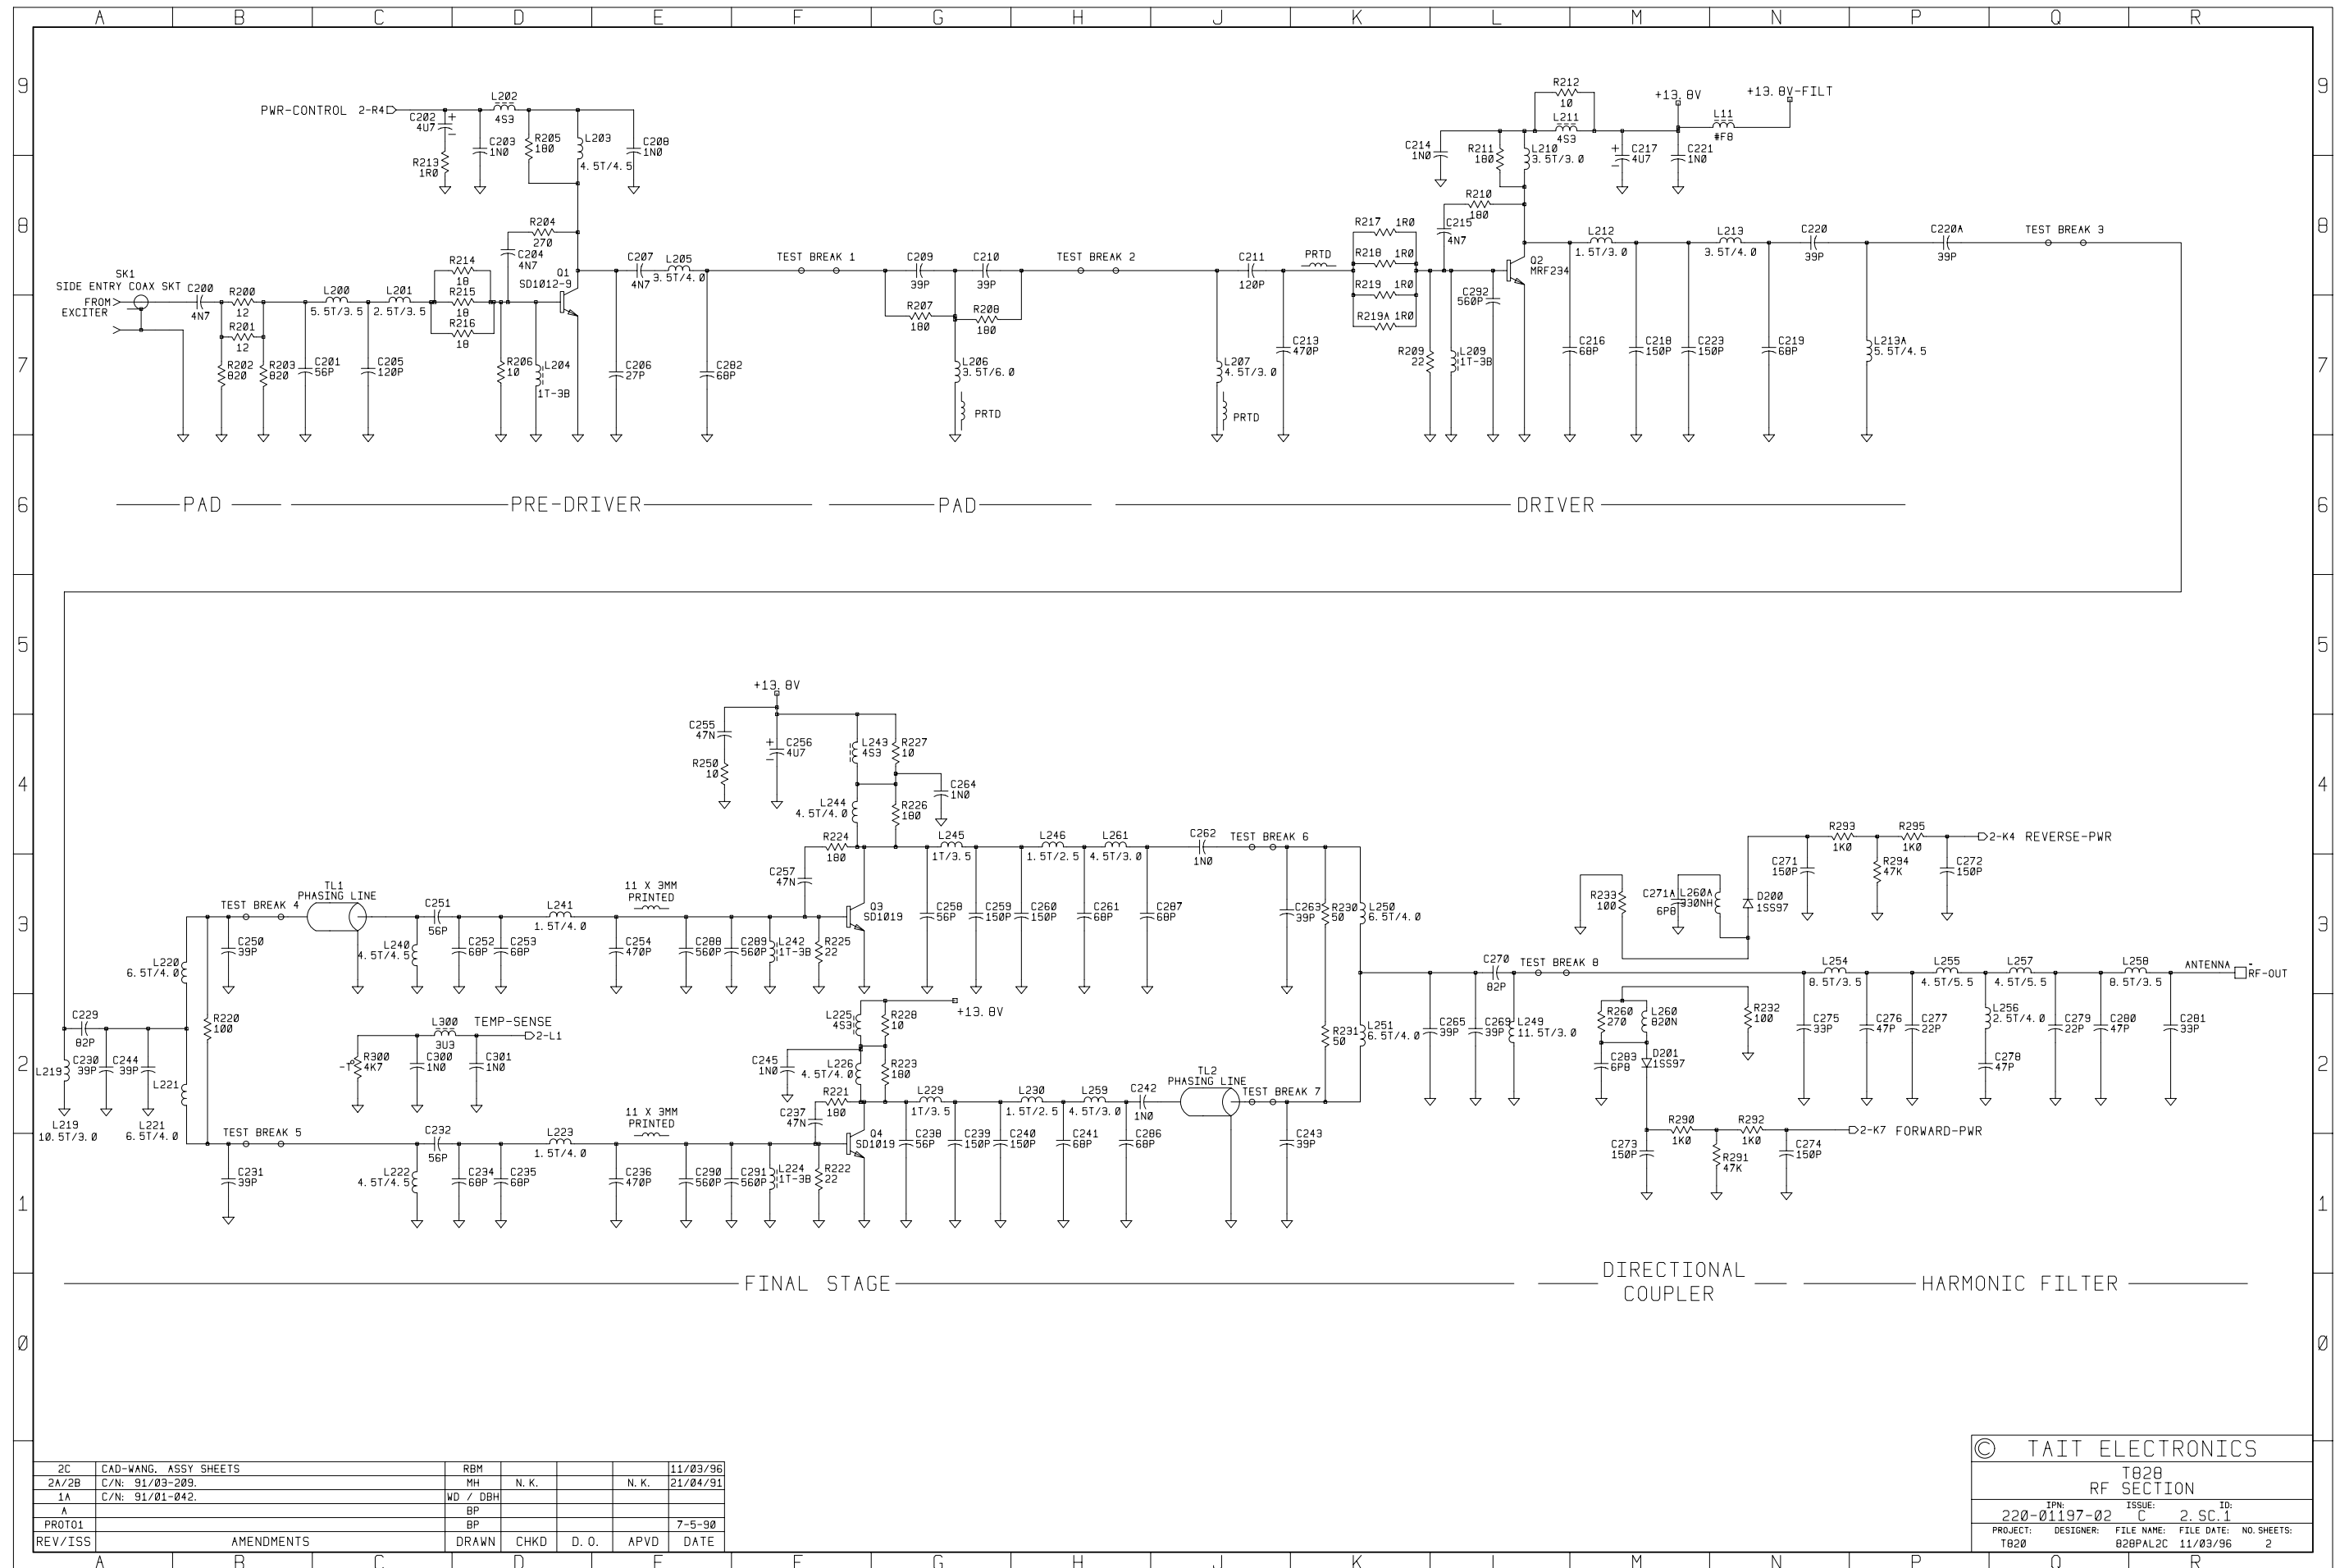 A B C D E F G H J K L M N P Q R
9 9
8 8
7 7
6 6
5 5
4 4
3 3
2 2
1 1
0 0
PWR-CONTROL 2-R4
C202
4U7
R213
1R0
C203
1N0
L202
4S3
R205
180
L203
4.5T/4.5
C208
1N0
R204
270
C204
4N7
SK1
SIDE ENTRY COAX SKT
FROM
EXCITER
C200
4N7
R200
12
R201
12
R202
820
R203
820
C201
56P
L200
5.5T/3.5
C205
120P
L201
2.5T/3.5
R214
18
R215
18
R216
18
R206
10
L204
1T-3B
Q1
SD1012-9
C206
27P
C207
4N7
L205
3.5T/4.0
C282
68P
TEST BREAK 1
C209
39P
C210
39P
R207
180
R208
180
L206
3.5T/6.0
PRTD
TEST BREAK 2
L207
4.5T/3.0
PRTD
C211
120P
C213
470P
PRTD
R217 1R0
R218 1R0
R219 1R0
R219A 1R0
R209
22
L209
1T-3B
C292
560P
C215
4N7
R210
180
Q2
MRF234
C214
1N0
R211
180
L210
3.5T/3.0
R212
10
L211
4S3
C217
4U7
+13.8V
C221
1N0
L11
#F8
+13.8V-FILT
L212
1.5T/3.0
C216
68P
C218
150P
C223
150P
L213
3.5T/4.0
C219
68P
C220
39P
L213A
5.5T/4.5
C220A
39P
TEST BREAK 3
PAD
PRE-DRIVER
PAD
DRIVER
+13.8V
C255
47N
R250
10
C256
4U7
L243
4S3
R227
10
C264
1N0
L244
4.5T/4.0
R226
180
R224
180
C257
47N
L245
1T/3.5
L246
1.5T/2.5
L261
4.5T/3.0
C262
1N0
TEST BREAK 6
TEST BREAK 4
TL1
PHASING LINE
C250
39P
L240
4.5T/4.5
C251
56P
C252
68P
C253
68P
L241
1.5T/4.0
11 X 3MM
PRINTED
C254
470P
C288
560P
C289
560P
L242
1T-3B
R225
22
Q3
SD1019
C258
56P
C259
150P
C260
150P
C261
68P
C287
68P
C263
39P
R230
50
L250
6.5T/4.0
L220
6.5T/4.0
R220
100
C229
82P
L219
C230
39P
C244
39P
L221
L219
10.5T/3.0
L221
6.5T/4.0
-T°
R300
4K7
C300
1N0
L300
3U3
C301
1N0
TEMP-SENSE
2-L1
+13.8V
L225
4S3
R228
10
C245
1N0
L226
4.5T/4.0
R223
180
R221
180
C237
47N
L229
1T/3.5
L230
1.5T/2.5
L259
4.5T/3.0
C242
1N0
TL2
PHASING LINE
TEST BREAK 7
R231
50
L251
6.5T/4.0
TEST BREAK 5
C231
39P
L222
4.5T/4.5
C232
56P
C234
68P
C235
68P
L223
1.5T/4.0
11 X 3MM
PRINTED
C236
470P
C290
560P
C291
560P
L224
1T-3B
R222
22
Q4
SD1019
C238
56P
C239
150P
C240
150P
C241
68P
C286
68P
C243
39P
C265
39P
C269
39P
C270
82P
L249
11.5T/3.0
TEST BREAK 8
R233
100
C271A
6P8
L260A
330NH
D200
1SS97
C271
150P
R293
1K0
R294
47K
R295
1K0
C272
150P
2-K4 REVERSE-PWR
R260
270
L260
820N
C283
6P8
D201
1SS97
R232
100
C273
150P
R290
1K0
R291
47K
R292
1K0
C274
150P
2-K7 FORWARD-PWR
L254
8.5T/3.5
C275
33P
C276
47P
C277
22P
L255
4.5T/5.5
L256
2.5T/4.0
C278
47P
L257
4.5T/5.5
C279
22P
C280
47P
L258
8.5T/3.5
C281
33P
ANTENNA
RF-OUT
FINAL STAGE
DIRECTIONAL
COUPLER
HARMONIC FILTER
2C CAD-WANG. ASSY SHEETS RBM 11/03/96
2A/2B C/N: 91/03-209. MH N.K. N.K. 21/04/91
1A C/N: 91/01-042. WD / DBH
A BP
PROTO1 BP 7-5-90
REV/ISS AMENDMENTS DRAWN CHKD D.O. APVD DATE
© TAIT ELECTRONICS
T828
RF SECTION
IPN: ISSUE: ID:
220-01197-02 C 2.SC.1
PROJECT: DESIGNER: FILE NAME: FILE DATE: NO. SHEETS:
T820 828PAL2C 11/03/96 2
A B C D E F G H J K L M N P Q R